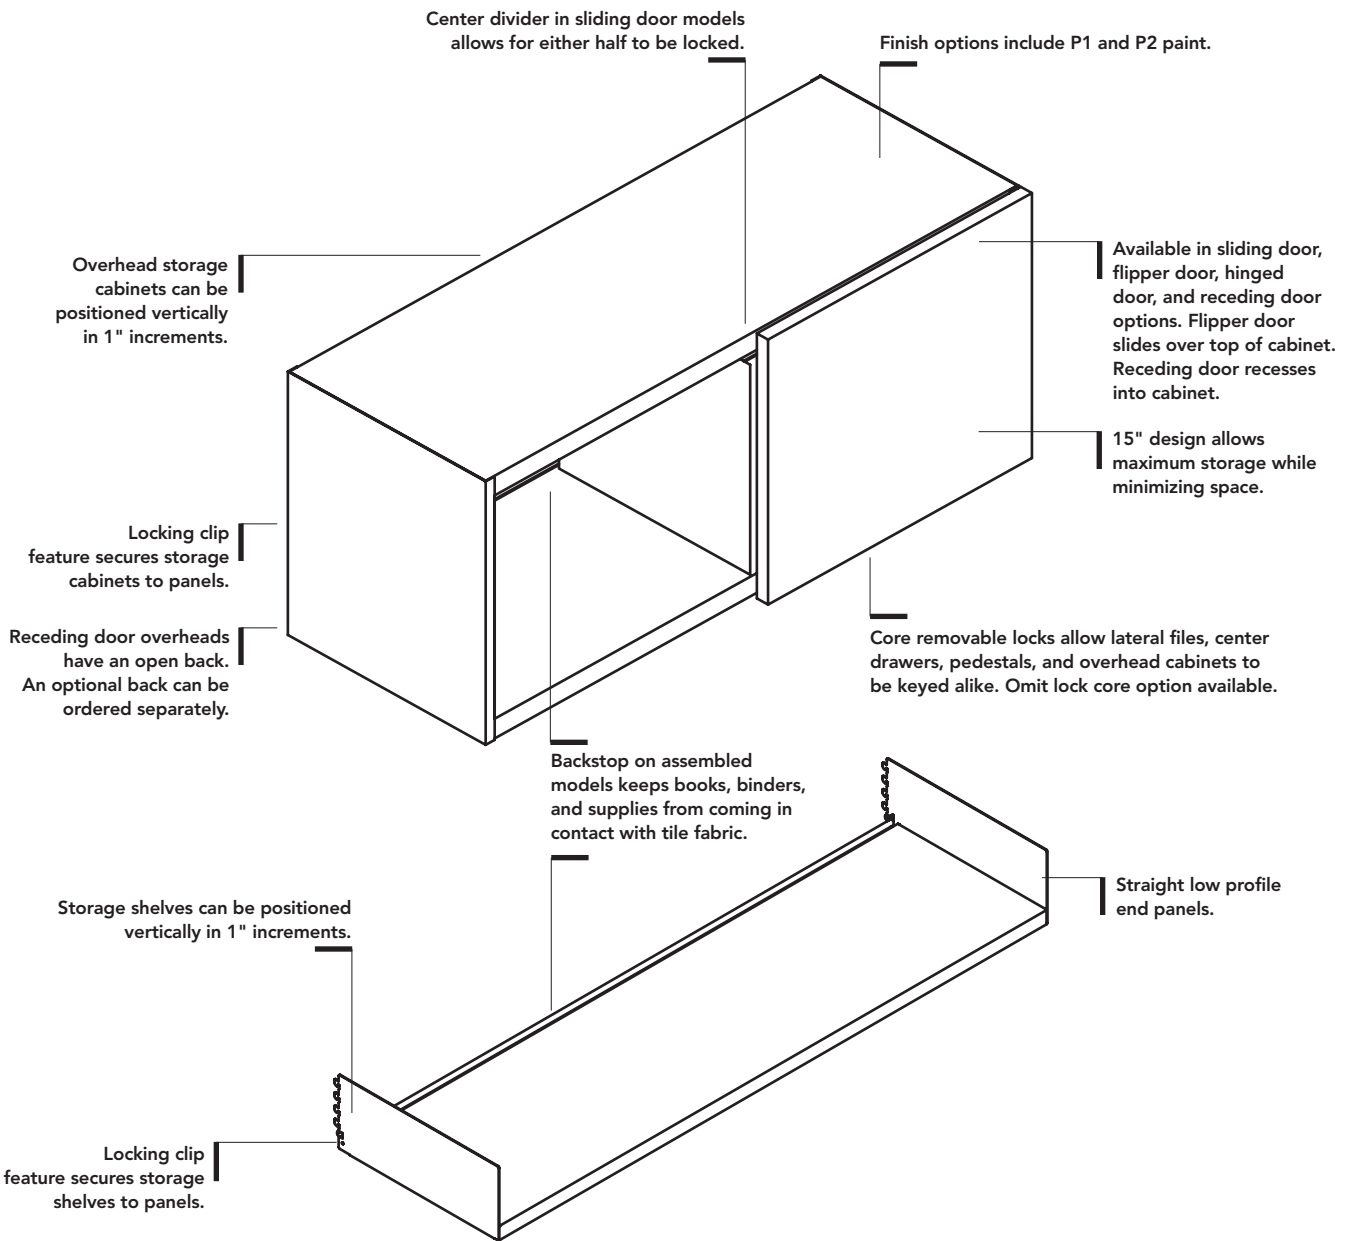 Center divider in sliding door models
allows for either half to be locked.
Finish options include P1 and P2 paint.
Overhead storage
cabinets can be
positioned vertically
in 1" increments.
Available in sliding door,
flipper door, hinged
door, and receding door
options. Flipper door
slides over top of cabinet.
Receding door recesses
into cabinet.
15" design allows
maximum storage while
minimizing space.
Locking clip
feature secures storage
cabinets to panels.
Receding door overheads
have an open back.
An optional back can be
ordered separately.
Core removable locks allow lateral files, center
drawers, pedestals, and overhead cabinets to
be keyed alike. Omit lock core option available.
Backstop on assembled
models keeps books, binders,
and supplies from coming in
contact with tile fabric.
Straight low profile
end panels.
Storage shelves can be positioned
vertically in 1" increments.
Locking clip
feature secures storage
shelves to panels.